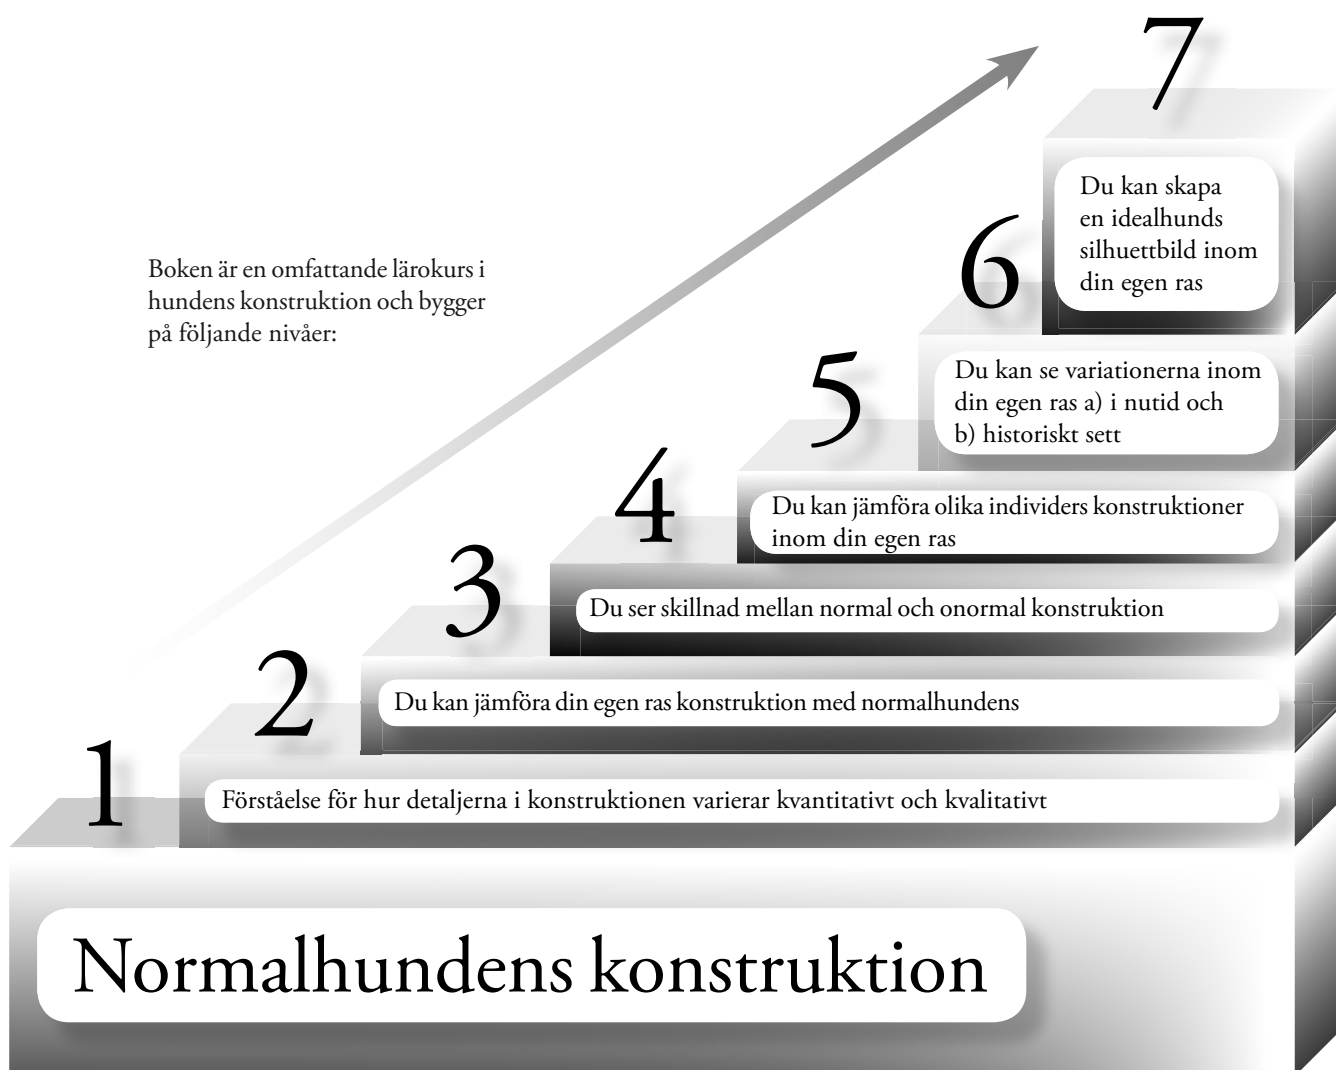 7
Du kan skapa
en idealhunds
silhuettbild inom
din egen ras
6
Boken är en omfattande lärokurs i
hundens konstruktion och bygger
på följande nivåer:
Du kan se variationerna inom
din egen ras a) i nutid och
b) historiskt sett
5
Du kan jämföra olika individers konstruktioner
inom din egen ras
4
Du ser skillnad mellan normal och onormal konstruktion
3
Du kan jämföra din egen ras konstruktion med normalhundens
2
Förståelse för hur detaljerna i konstruktionen varierar kvantitativt och kvalitativt
1
Normalhundens konstruktion